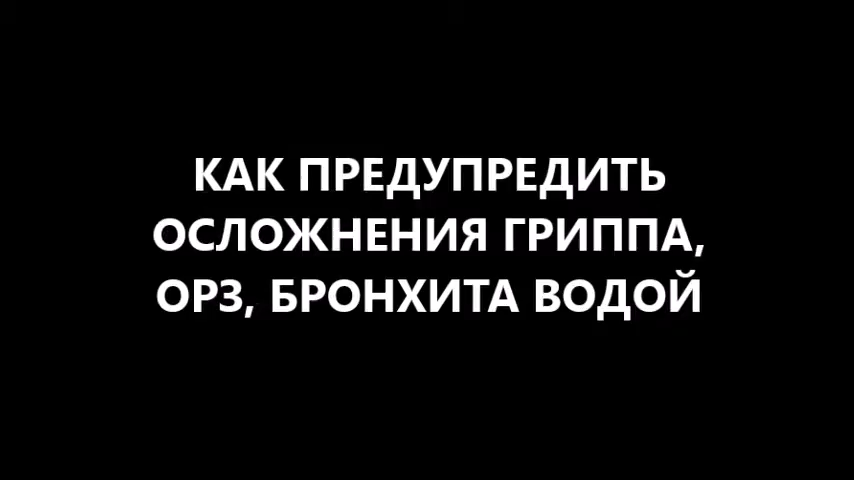 КАК ПРЕДУПРЕДИТЬ
ОСЛОЖНЕНИЯ ГРИППА,
ОРЗ, БРОНХИТА ВОДОЙ